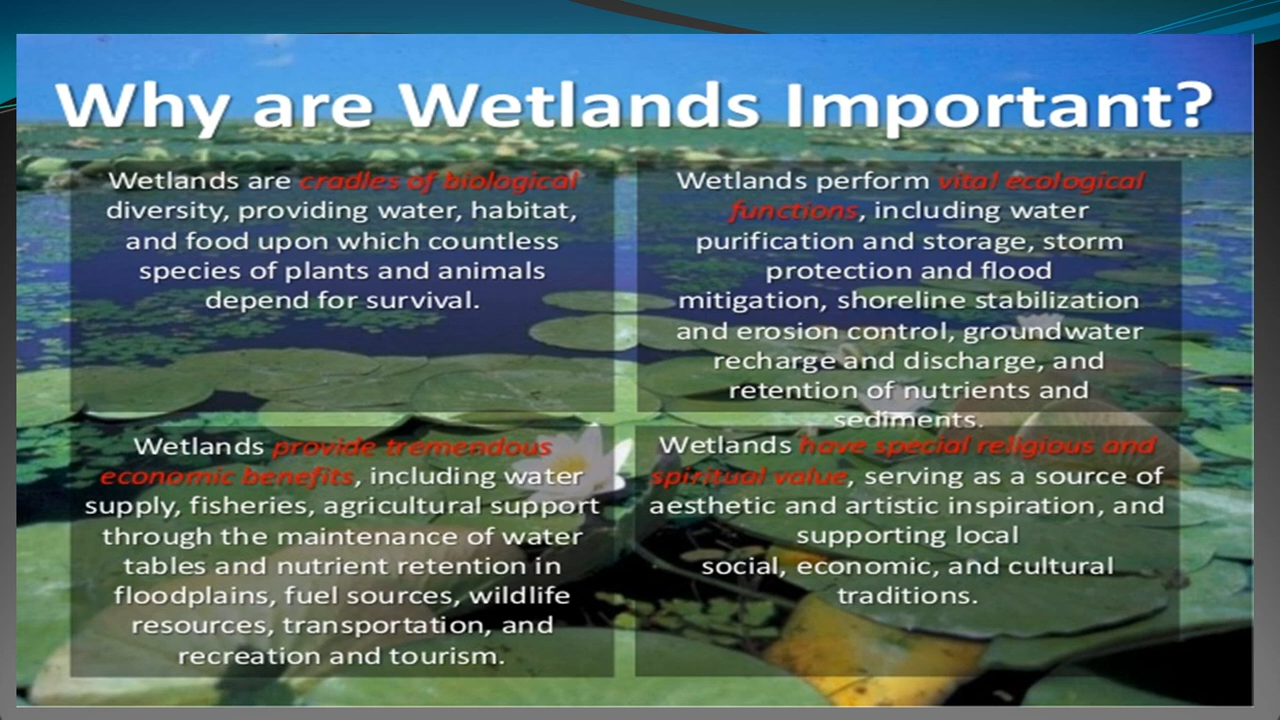 Why are Wetlands Important?
Wetlands are cradles of biological
diversity, providing water, habitat,
and food upon which countless
species of plants and animals
depend for survival.
Wetlands perform vital ecological
functions, including water
purification and storage, storm
protection and flood
mitigation, shoreline stabilization
and erosion control, groundwater
recharge and discharge, and
retention of nutrients and
sediments.
Wetlands provide tremendous
economic benefits, including water
supply, fisheries, agricultural support
through the maintenance of water
tables and nutrient retention in
floodplains, fuel sources, wildlife
resources, transportation, and
recreation and tourism.
Wetlands have special religious and
spiritual value, serving as a source of
aesthetic and artistic inspiration, and
supporting local
social, economic, and cultural
traditions.